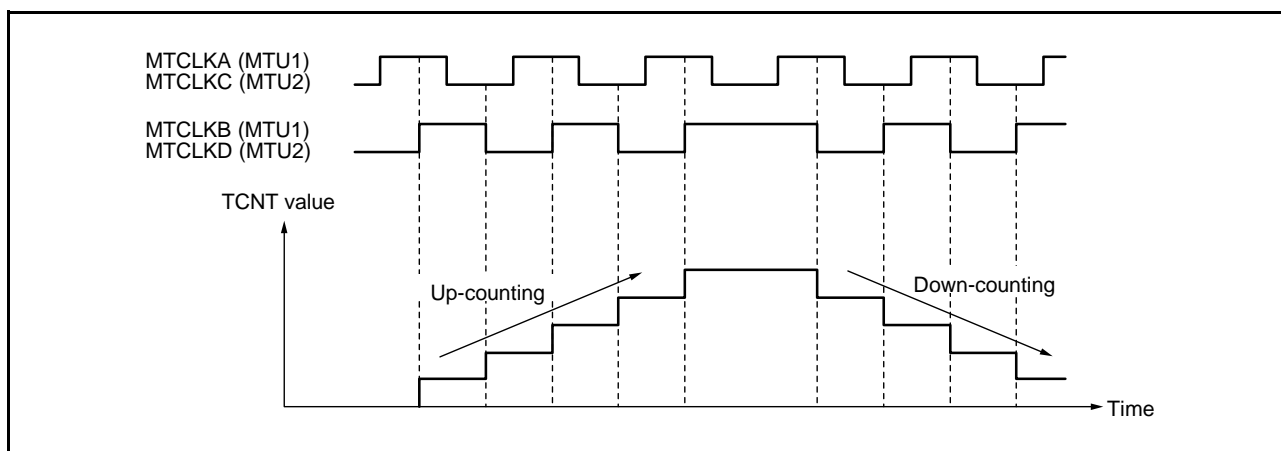 MTCLKA (MTU1)
MTCLKC (MTU2)
MTCLKB (MTU1)
MTCLKD (MTU2)
TCNT value
Up-counting
Down-counting
Time